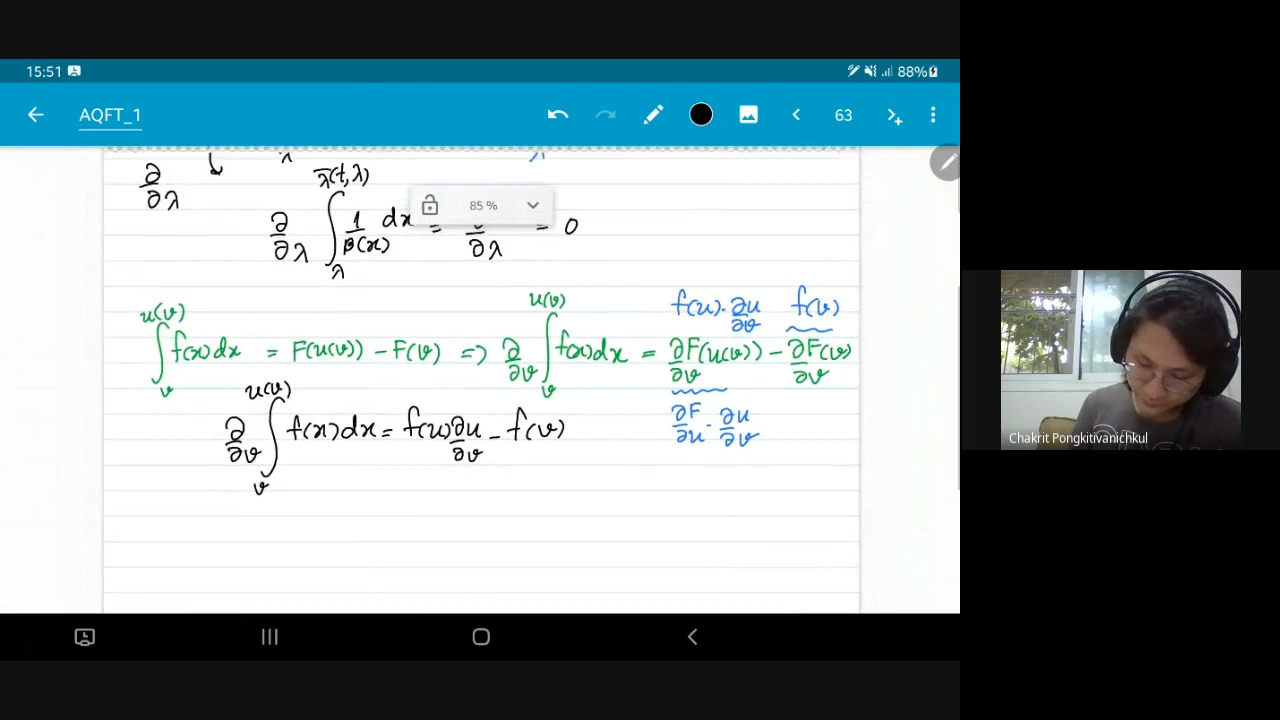 15:51 88%
AQFT_1 63
∂/∂λ λ̄(t,λ) λ
85 %
∂/∂λ ∫_λ 1/β(x) dx = /∂λ = 0
∫_v^{u(v)} f(x)dx = F(u(v)) - F(v) => ∂/∂v ∫_v^{u(v)} f(x)dx = ∂F(u(v))/∂v - ∂F(v)/∂v
f(u)·∂u/∂v f(v)
∂F/∂u · ∂u/∂v
∂/∂v ∫_v^{u(v)} f(x)dx = f(u)∂u/∂v - f(v)
Chakrit Pongkitivanichkul